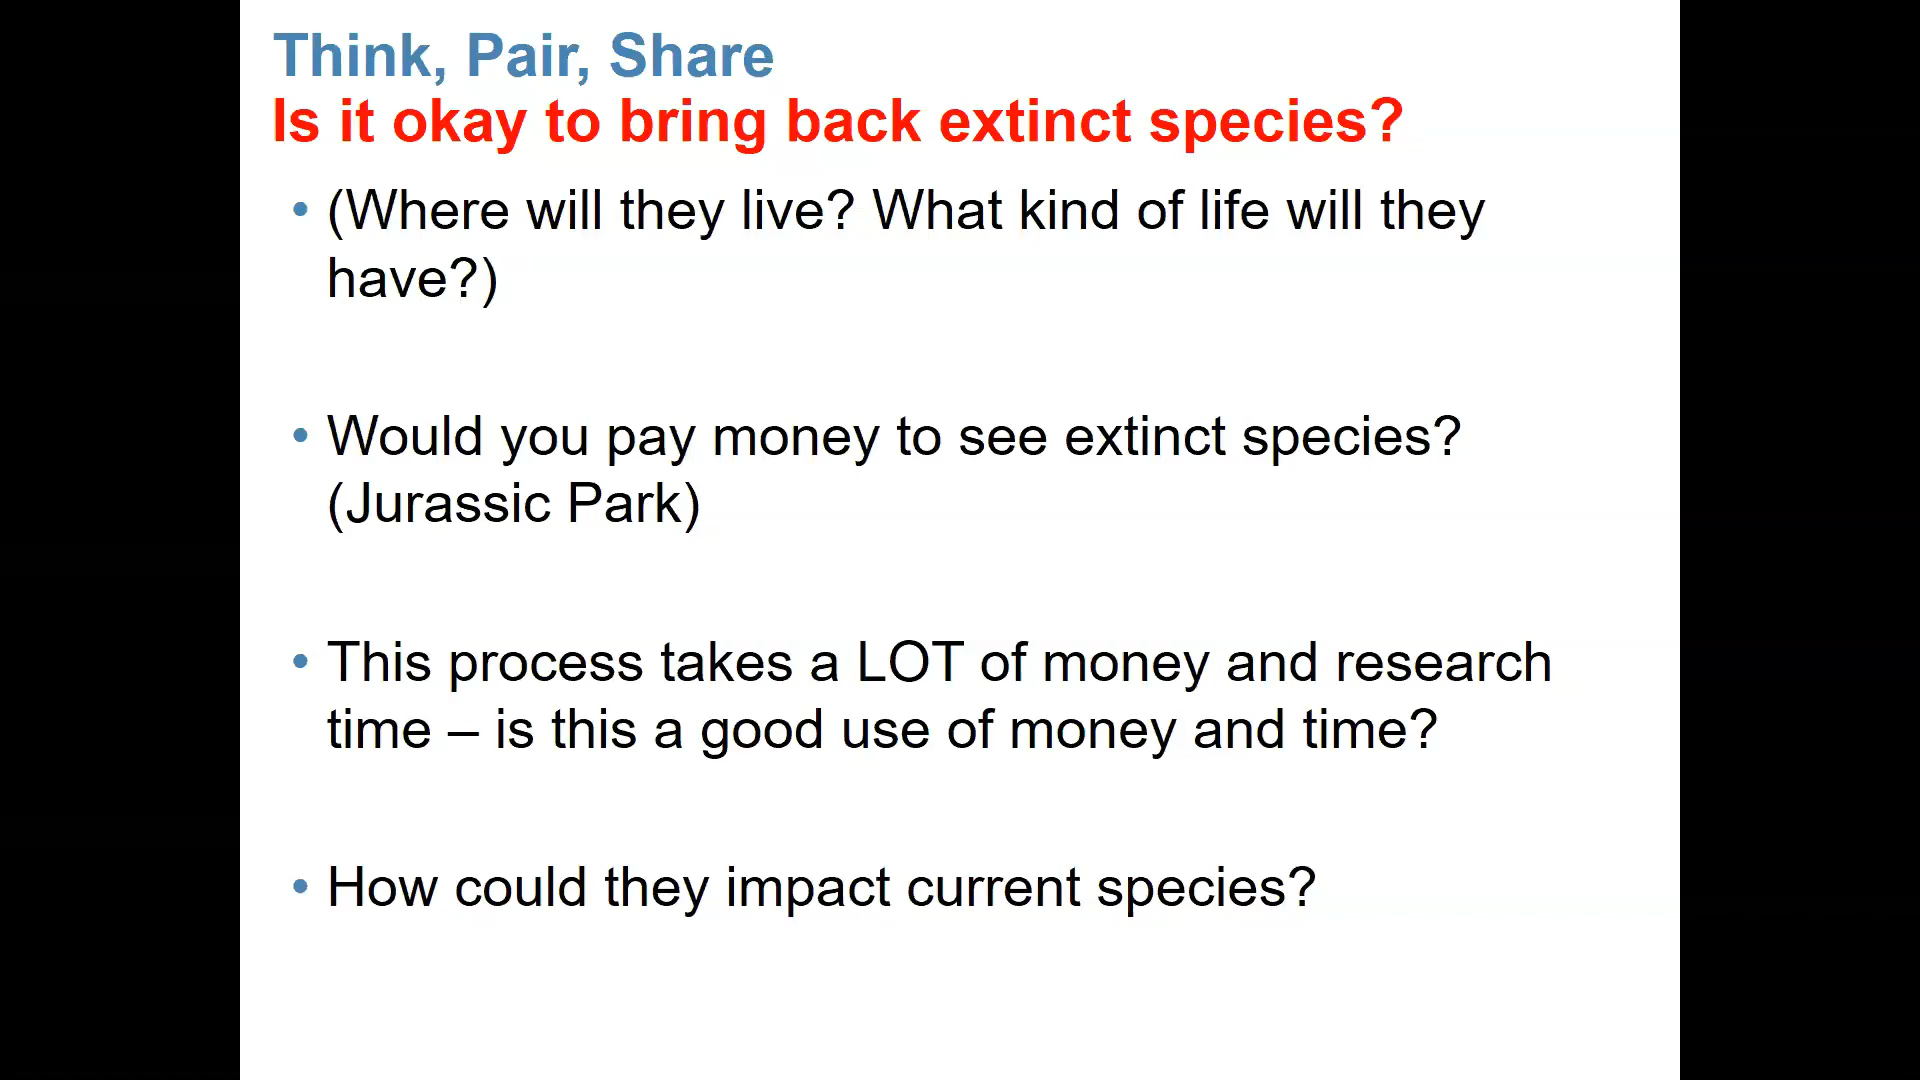 Think, Pair, Share
Is it okay to bring back extinct species?
• (Where will they live? What kind of life will they
have?)
• Would you pay money to see extinct species?
(Jurassic Park)
• This process takes a LOT of money and research
time – is this a good use of money and time?
• How could they impact current species?